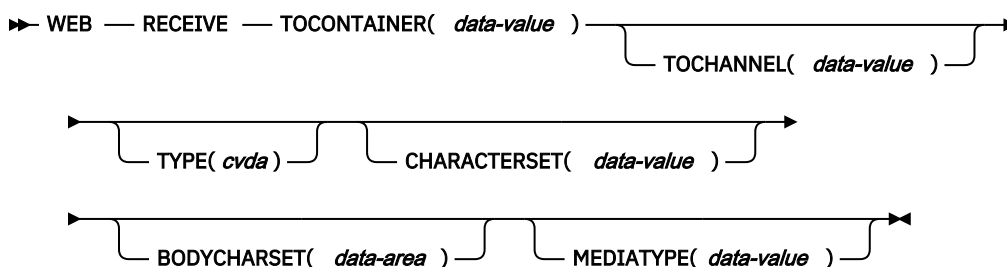 WEB RECEIVE TOCONTAINER( data-value )
TOCHANNEL( data-value )
TYPE( cvda )
CHARACTERSET( data-value )
BODYCHARSET( data-area )
MEDIATYPE( data-value )